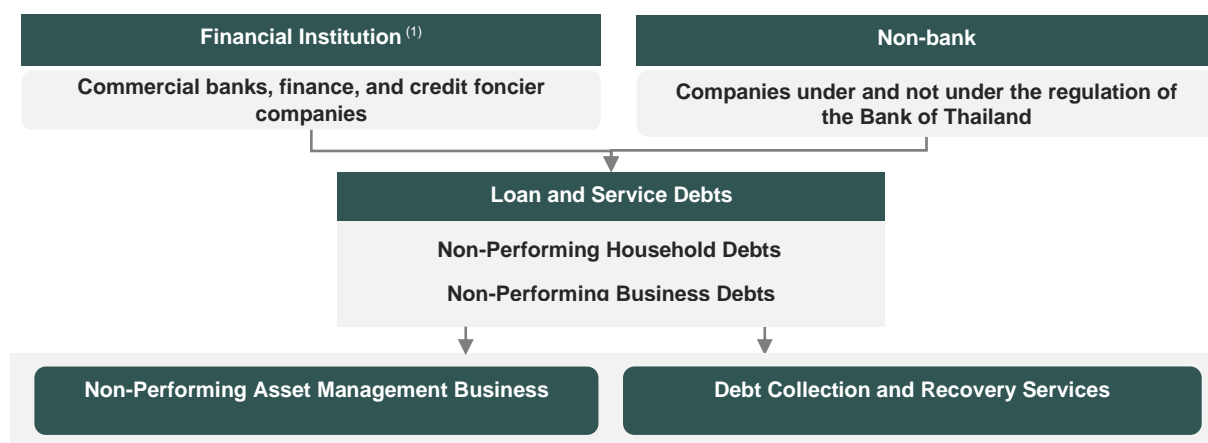 Financial Institution (1)
Non-bank
Commercial banks, finance, and credit foncier
companies
Companies under and not under the regulation of
the Bank of Thailand
Loan and Service Debts
Non-Performing Household Debts
Non-Performing Business Debts
Non-Performing Asset Management Business
Debt Collection and Recovery Services